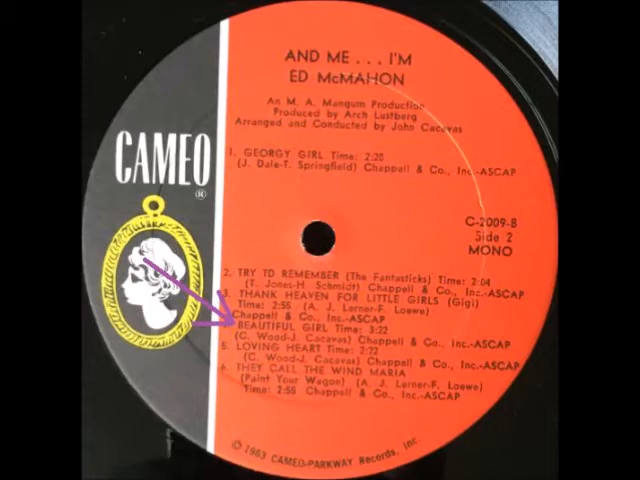 AND ME . . . I'M
ED McMAHON
An M. A. Mangum Production
Produced by Arch Lustberg
Arranged and Conducted by John Cacavas
CAMEO
®
1. GEORGY GIRL Time: 2:20
(J. Dale-T. Springfield) Chappell & Co., Inc.-ASCAP
C-2009-B
Side 2
MONO
2. TRY TO REMEMBER (The Fantasticks) Time: 2:04
(T. Jones-H. Schmidt) Chappell & Co., Inc.-ASCAP
3. THANK HEAVEN FOR LITTLE GIRLS (Gigi)
Time: 2:55 (A. J. Lerner-F. Loewe)
Chappell & Co., Inc.-ASCAP
BEAUTIFUL GIRL Time: 3:22
(C. Wood-J. Cacavas) Chappell & Co., Inc.-ASCAP
5. LOVING HEART Time: 2:22
(C. Wood-J. Cacavas) Chappell & Co., Inc.-ASCAP
6. THEY CALL THE WIND MARIA
(Paint Your Wagon) (A. J. Lerner-F. Loewe)
Time: 2:55 Chappell & Co., Inc.-ASCAP
© 1963 CAMEO-PARKWAY Records, Inc.